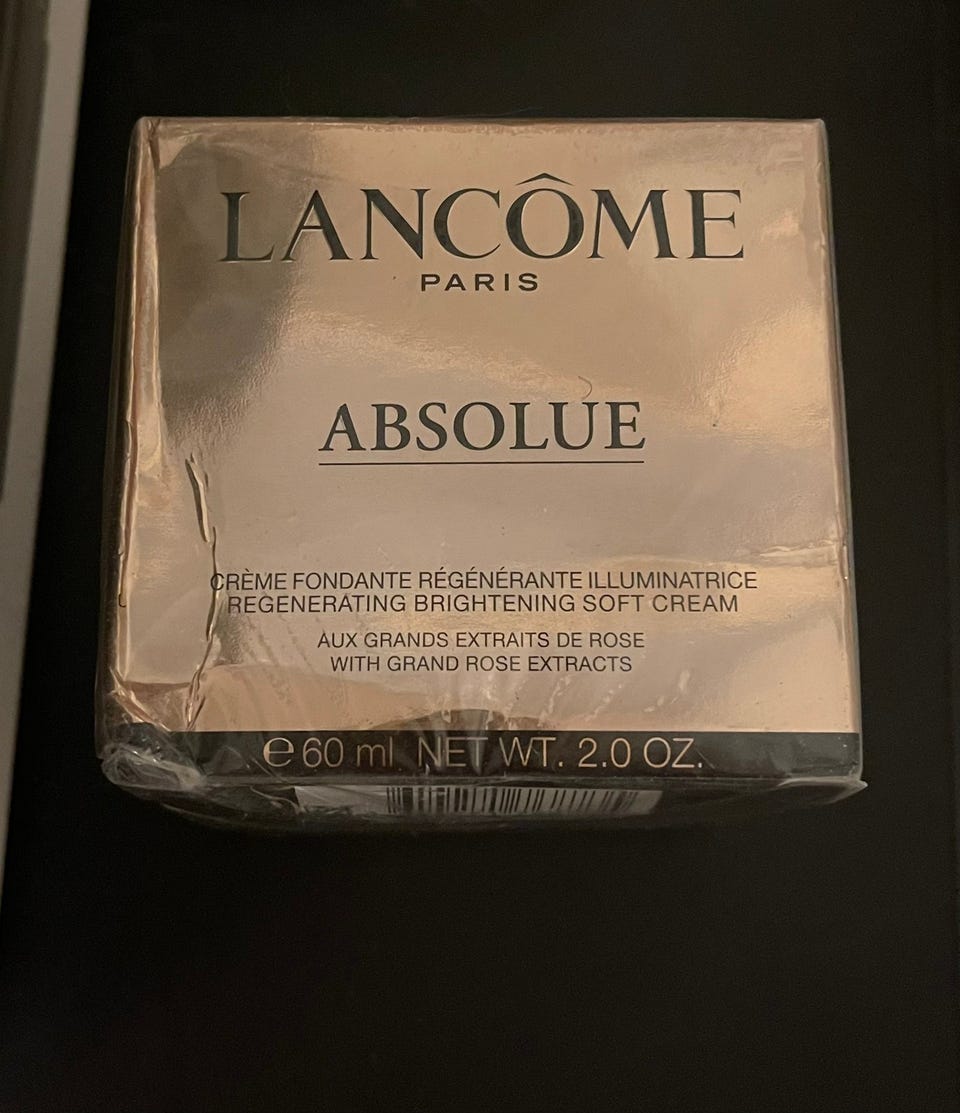 LANCÔME
PARIS
ABSOLUE
CRÈME FONDANTE RÉGÉNÉRANTE ILLUMINATRICE
REGENERATING BRIGHTENING SOFT CREAM
AUX GRANDS EXTRAITS DE ROSE
WITH GRAND ROSE EXTRACTS
℮ 60 ml NET WT. 2.0 OZ.